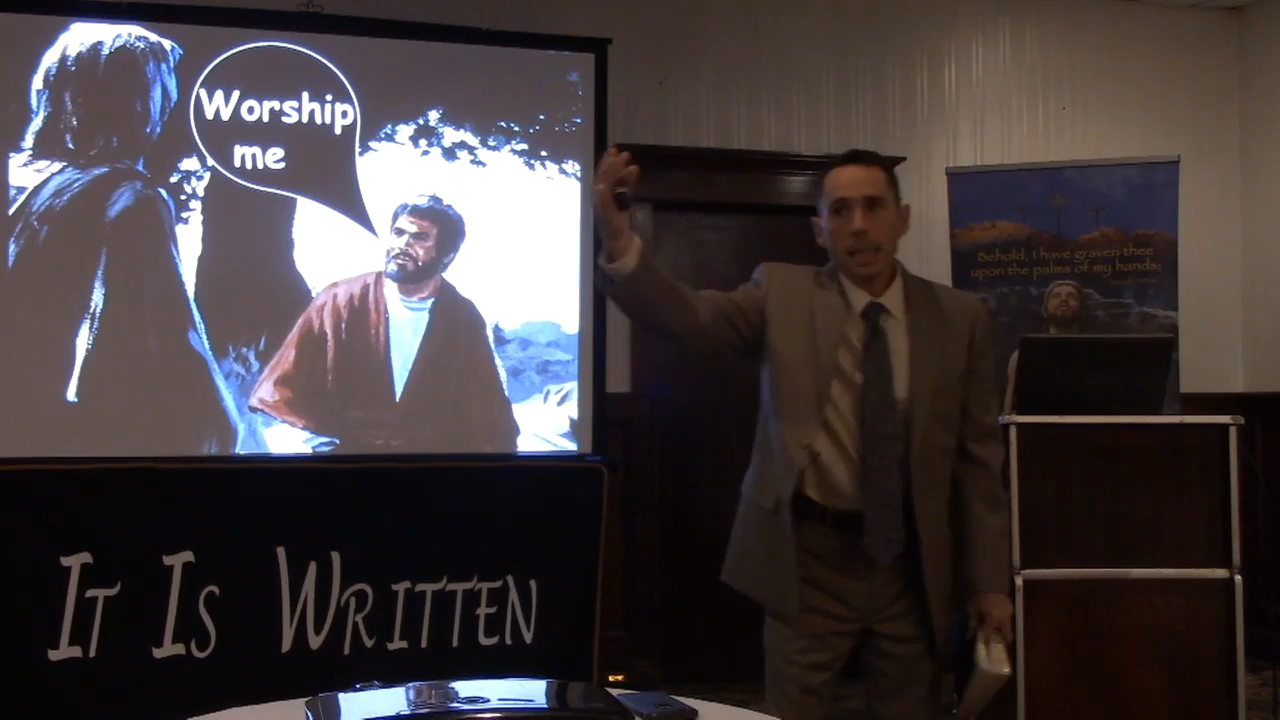 Worship
me
Behold, I have graven thee
upon the palms of my hands;
IT IS WRITTEN